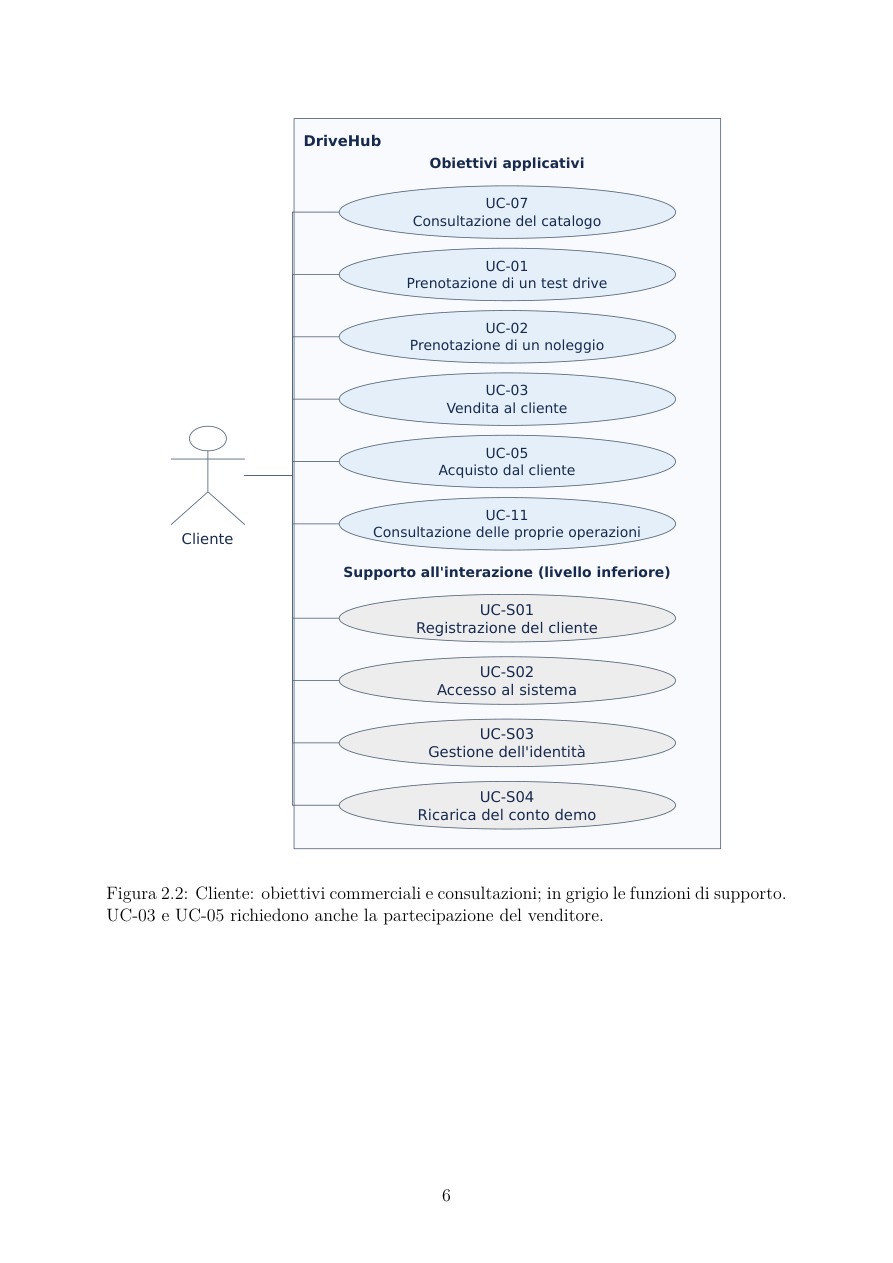 DriveHub
Obiettivi applicativi
UC-07
Consultazione del catalogo
UC-01
Prenotazione di un test drive
UC-02
Prenotazione di un noleggio
UC-03
Vendita al cliente
UC-05
Acquisto dal cliente
UC-11
Consultazione delle proprie operazioni
Cliente
Supporto all'interazione (livello inferiore)
UC-S01
Registrazione del cliente
UC-S02
Accesso al sistema
UC-S03
Gestione dell'identità
UC-S04
Ricarica del conto demo
Figura 2.2: Cliente: obiettivi commerciali e consultazioni; in grigio le funzioni di supporto.
UC-03 e UC-05 richiedono anche la partecipazione del venditore.
6